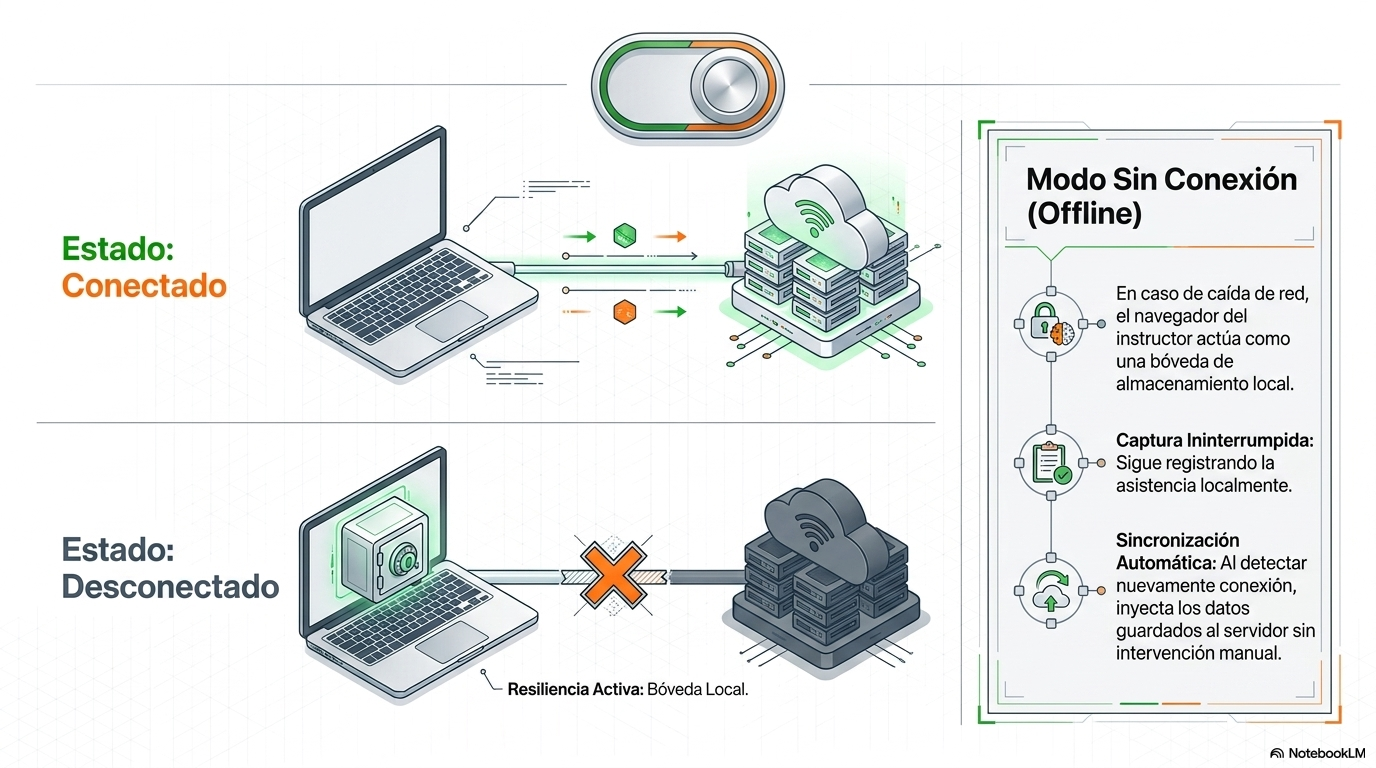 Estado:
Conectado
Estado:
Desconectado
Resiliencia Activa: Bóveda Local.
Modo Sin Conexión
(Offline)
En caso de caída de red,
el navegador del
instructor actúa como
una bóveda de
almacenamiento local.
Captura Ininterrumpida:
Sigue registrando la
asistencia localmente.
Sincronización
Automática: Al detectar
nuevamente conexión,
inyecta los datos
guardados al servidor sin
intervención manual.
NotebookLM